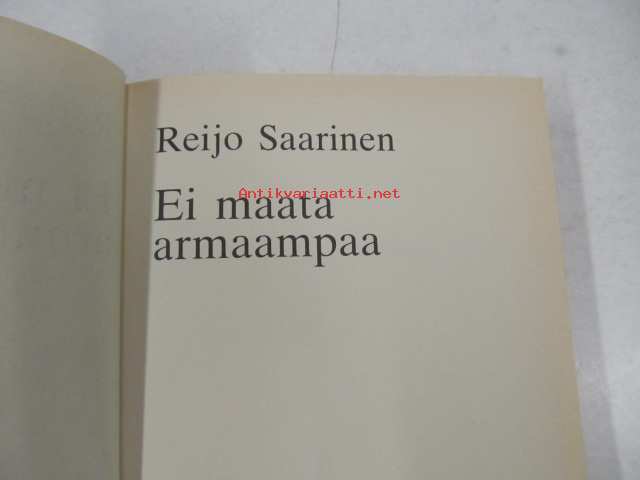 Reijo Saarinen
Antikvariaatti.net
Ei maata
armaampaa